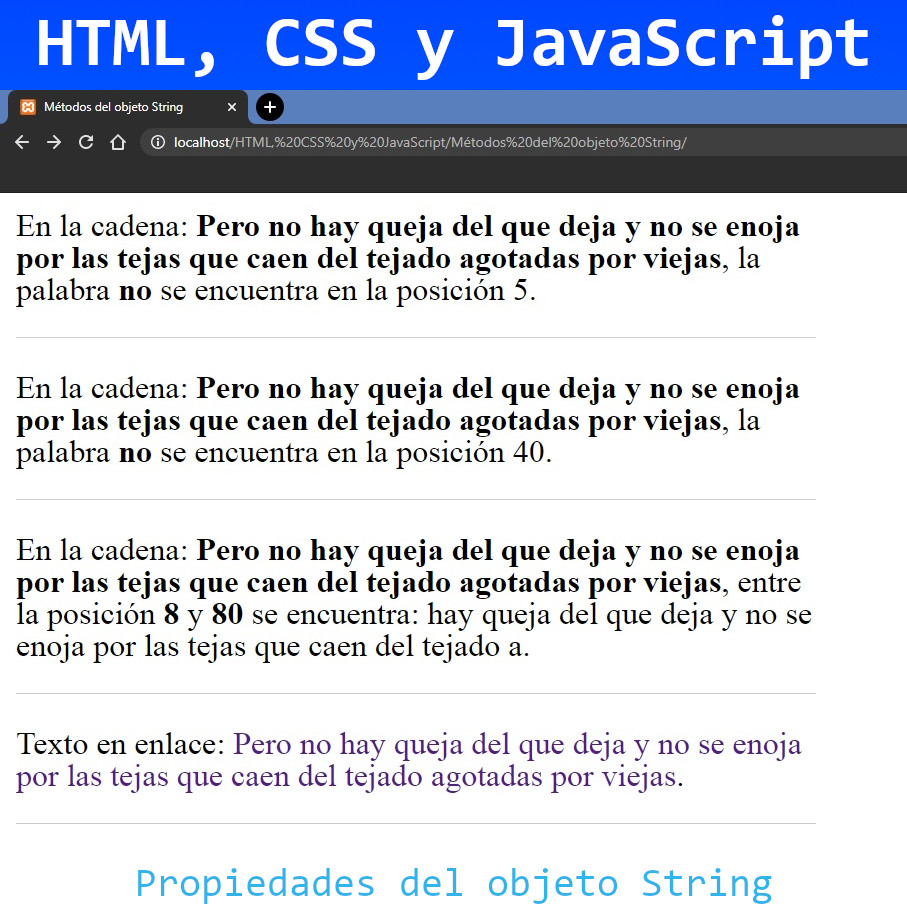 HTML, CSS y JavaScript
Métodos del objeto String
localhost/HTML,%20CSS%20y%20JavaScript/Métodos%20del%20objeto%20String/
En la cadena: Pero no hay queja del que deja y no se enoja
por las tejas que caen del tejado agotadas por viejas, la
palabra no se encuentra en la posición 5.
En la cadena: Pero no hay queja del que deja y no se enoja
por las tejas que caen del tejado agotadas por viejas, la
palabra no se encuentra en la posición 40.
En la cadena: Pero no hay queja del que deja y no se enoja
por las tejas que caen del tejado agotadas por viejas, entre
la posición 8 y 80 se encuentra: hay queja del que deja y no se
enoja por las tejas que caen del tejado a.
Texto en enlace: Pero no hay queja del que deja y no se enoja
por las tejas que caen del tejado agotadas por viejas.
Propiedades del objeto String